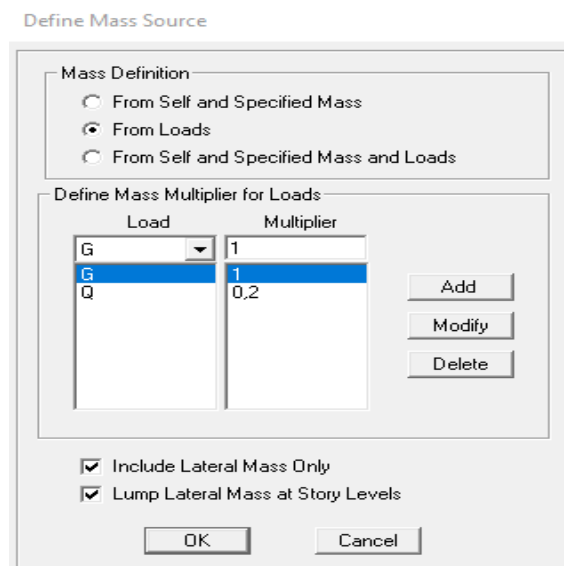 Define Mass Source
Mass Definition
From Self and Specified Mass
From Loads
From Self and Specified Mass and Loads
Define Mass Multiplier for Loads
Load Multiplier
G 1
G 1
Q 0,2
Add
Modify
Delete
Include Lateral Mass Only
Lump Lateral Mass at Story Levels
OK Cancel